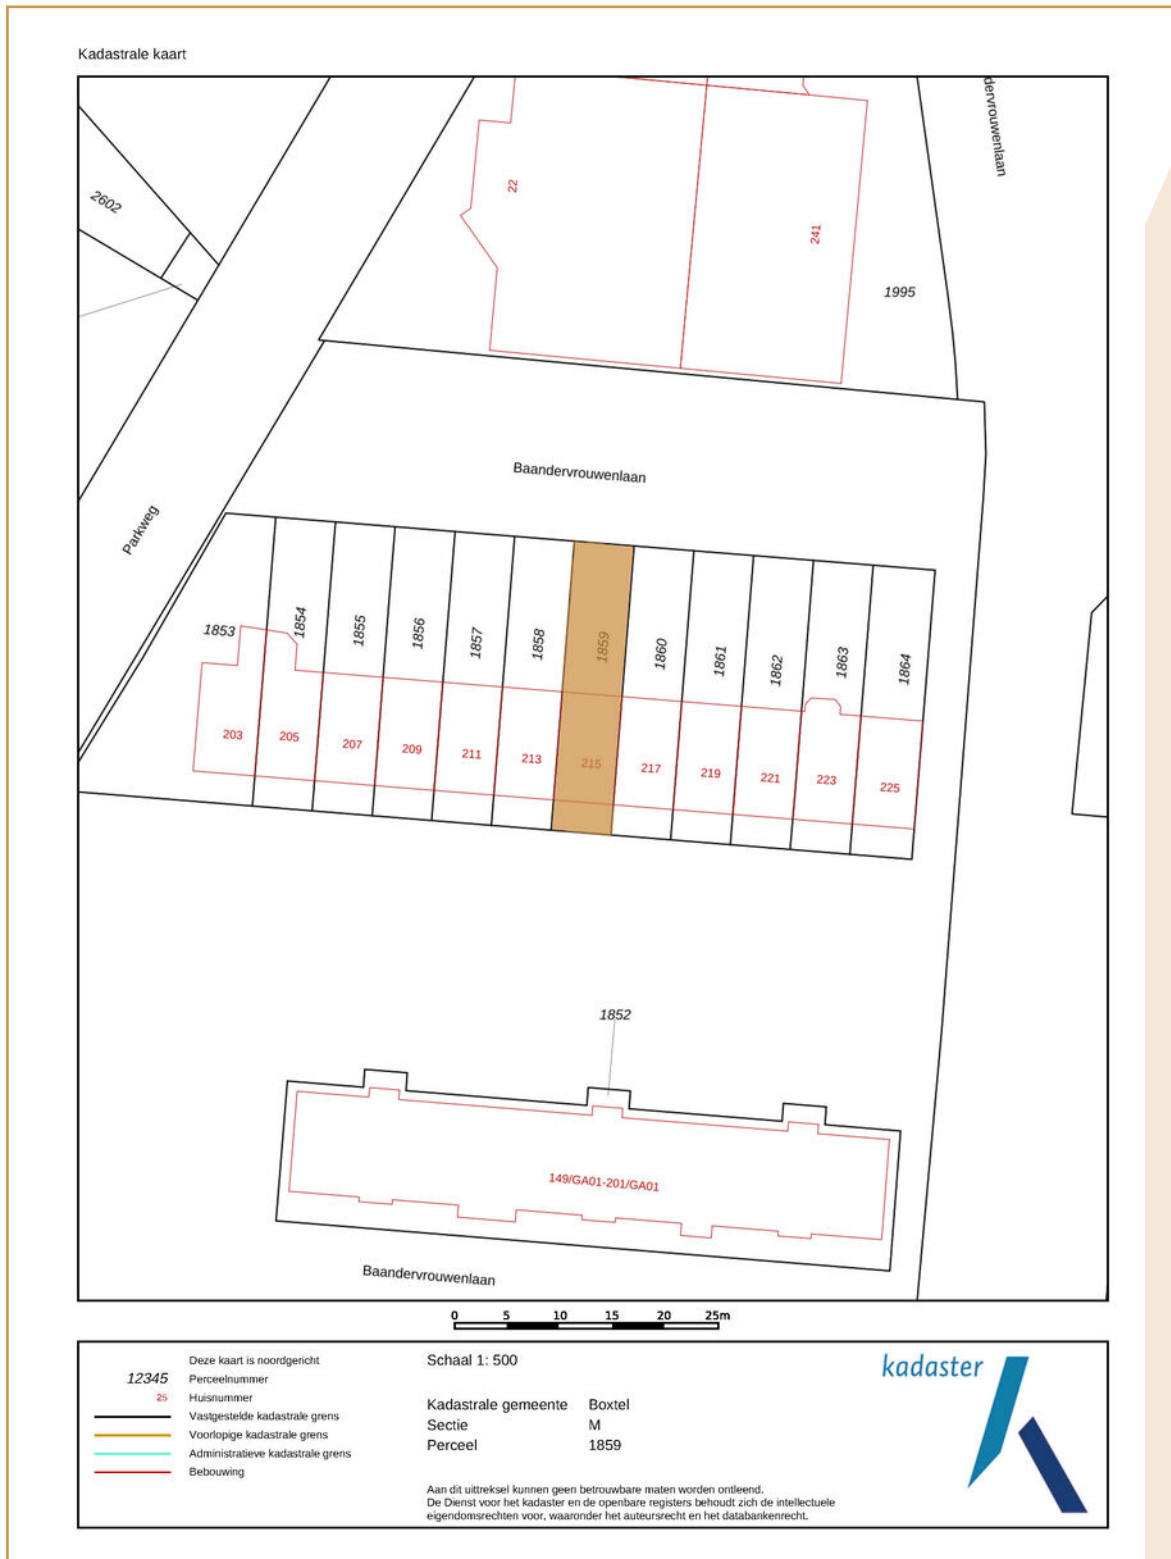 Kadastrale kaart
dervrouwenlaan
2602
22
241
1995
Baandervrouwenlaan
Parkweg
1853
1854
1855
1856
1857
1858
1859
1860
1861
1862
1863
1864
203
205
207
209
211
213
215
217
219
221
223
225
1852
149/GA01-201/GA01
Baandervrouwenlaan
0 5 10 15 20 25m
Deze kaart is noordgericht
12345 Perceelnummer
25 Huisnummer
Vastgestelde kadastrale grens
Voorlopige kadastrale grens
Administratieve kadastrale grens
Bebouwing
Schaal 1: 500
Kadastrale gemeente Boxtel
Sectie M
Perceel 1859
Aan dit uittreksel kunnen geen betrouwbare maten worden ontleend.
De Dienst voor het kadaster en de openbare registers behoudt zich de intellectuele
eigendomsrechten voor, waaronder het auteursrecht en het databankenrecht.
kadaster